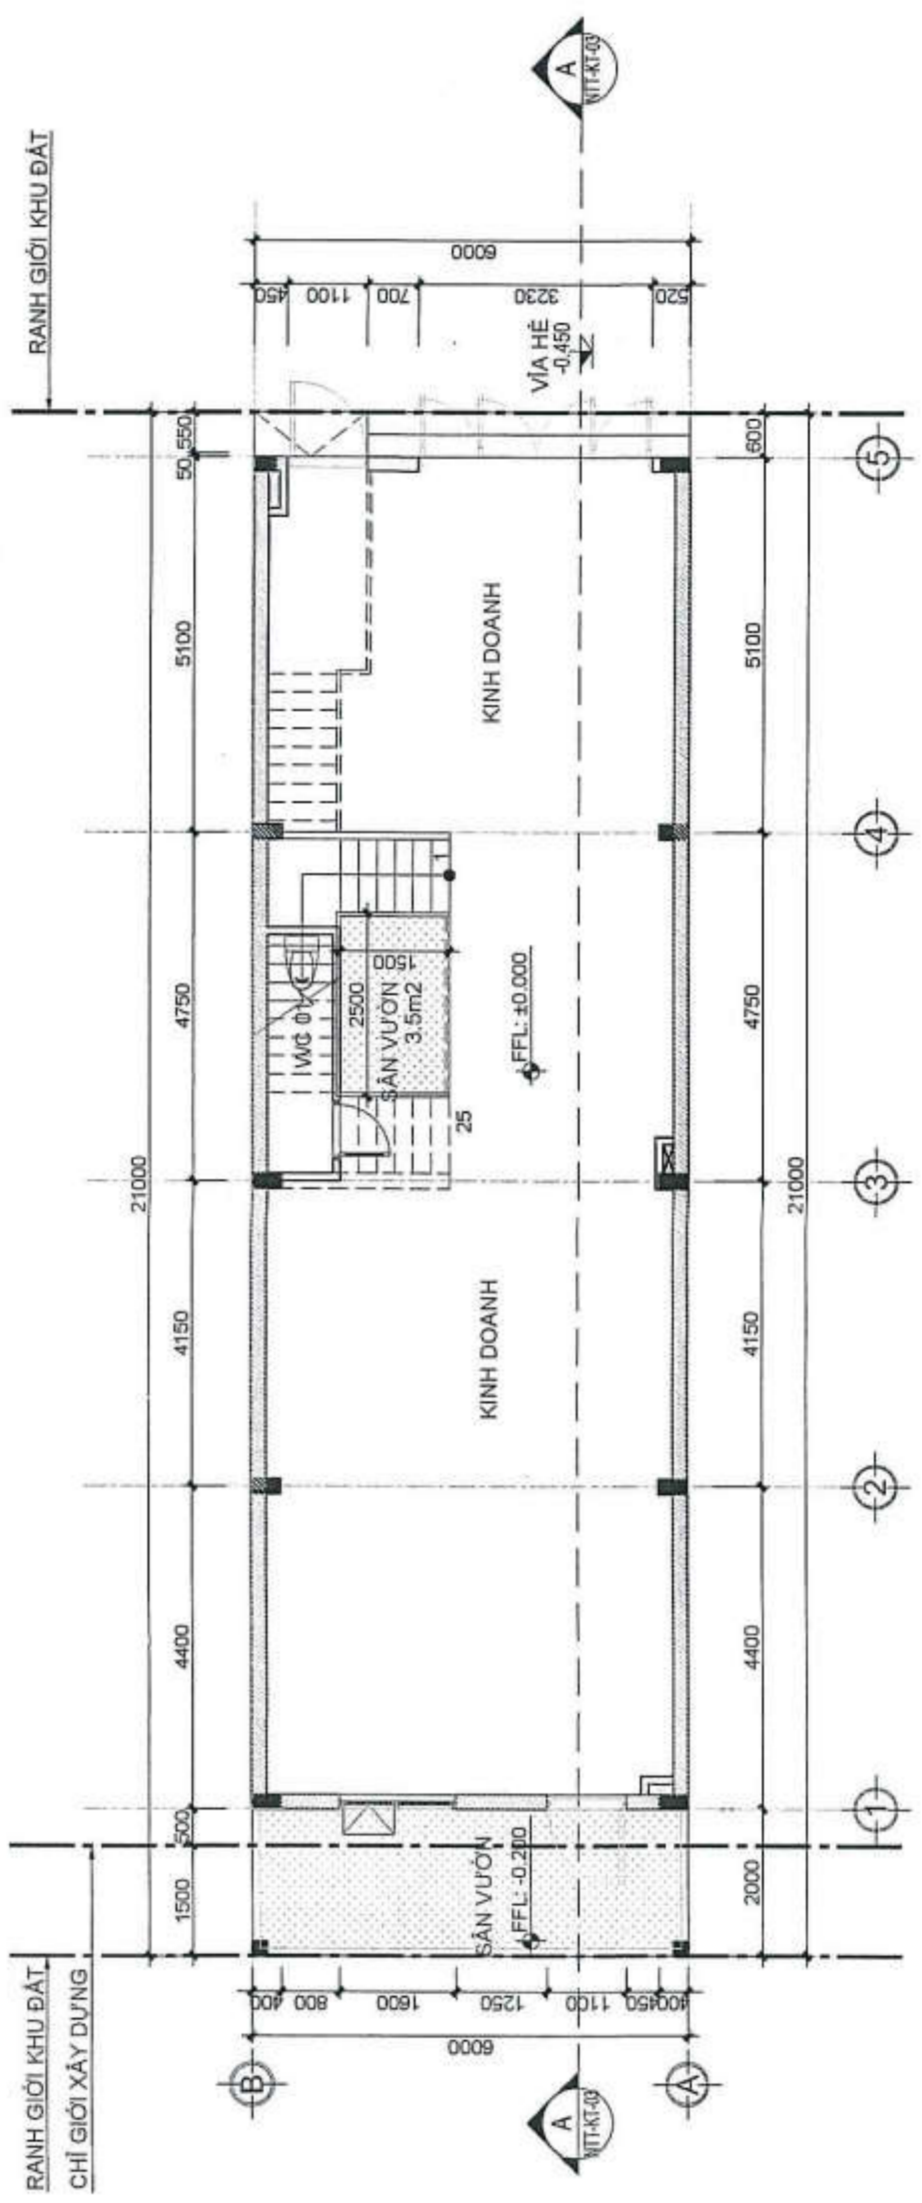 RANH GIỚI KHU ĐẤT
CHỈ GIỚI XÂY DỰNG
RANH GIỚI KHU ĐẤT
21000
1500
500
4400
4150
4750
5100
50
550
B
A
400
800
1600
1250
1100
450
400
6000
A
NTT-KT-03
SÂN VƯỜN
FFL: -0.200
KINH DOANH
WC 01
2500
1500
SÂN VƯỜN
3.5m2
25
1
FFL: ±0.000
KINH DOANH
VỈA HÈ
-0.450
450
1100
700
3230
520
6000
A
NTT-KT-03
2000
4400
4150
4750
5100
600
21000
1
2
3
4
5